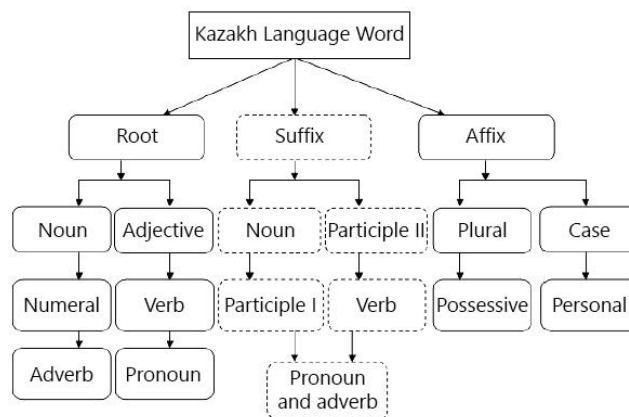 Kazakh Language Word
Root
Suffix
Affix
Noun
Adjective
Noun
Participle II
Plural
Case
Numeral
Verb
Participle I
Verb
Possessive
Personal
Adverb
Pronoun
Pronoun
and adverb